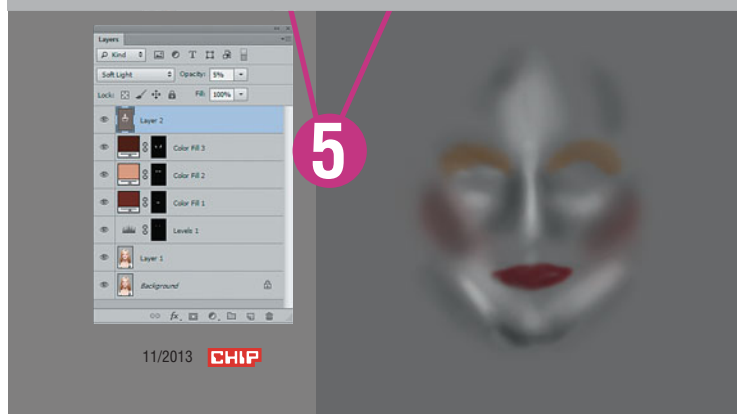 Layers
Kind
T
Soft Light Opacity: 5%
Lock: Fill: 100%
Layer 2
Color Fill 3
Color Fill 2
Color Fill 1
Levels 1
Layer 1
Background
fx
5
11/2013 CHIP